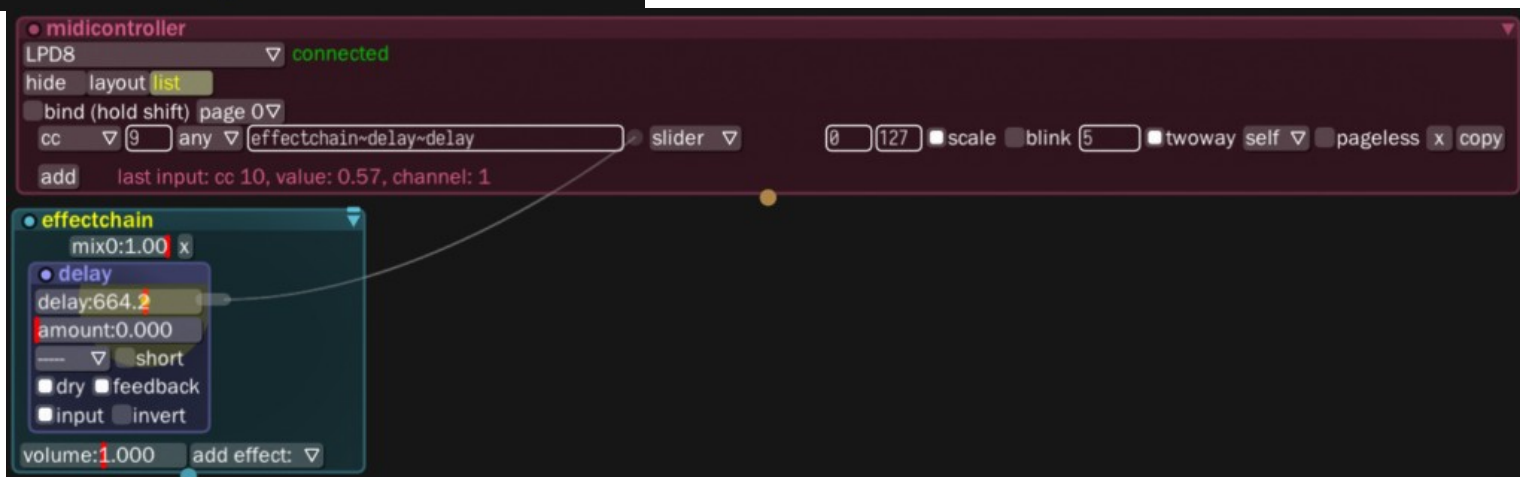 midicontroller
LPD8 connected
hide layout list
bind (hold shift) page 0
cc 9 any effectchain~delay~delay slider 0 127 scale blink 5 twoway self pageless x copy
add last input: cc 10, value: 0.57, channel: 1
effectchain
mix0:1.00 x
delay
delay:664.2
amount:0.000
---- short
dry feedback
input invert
volume:1.000 add effect: